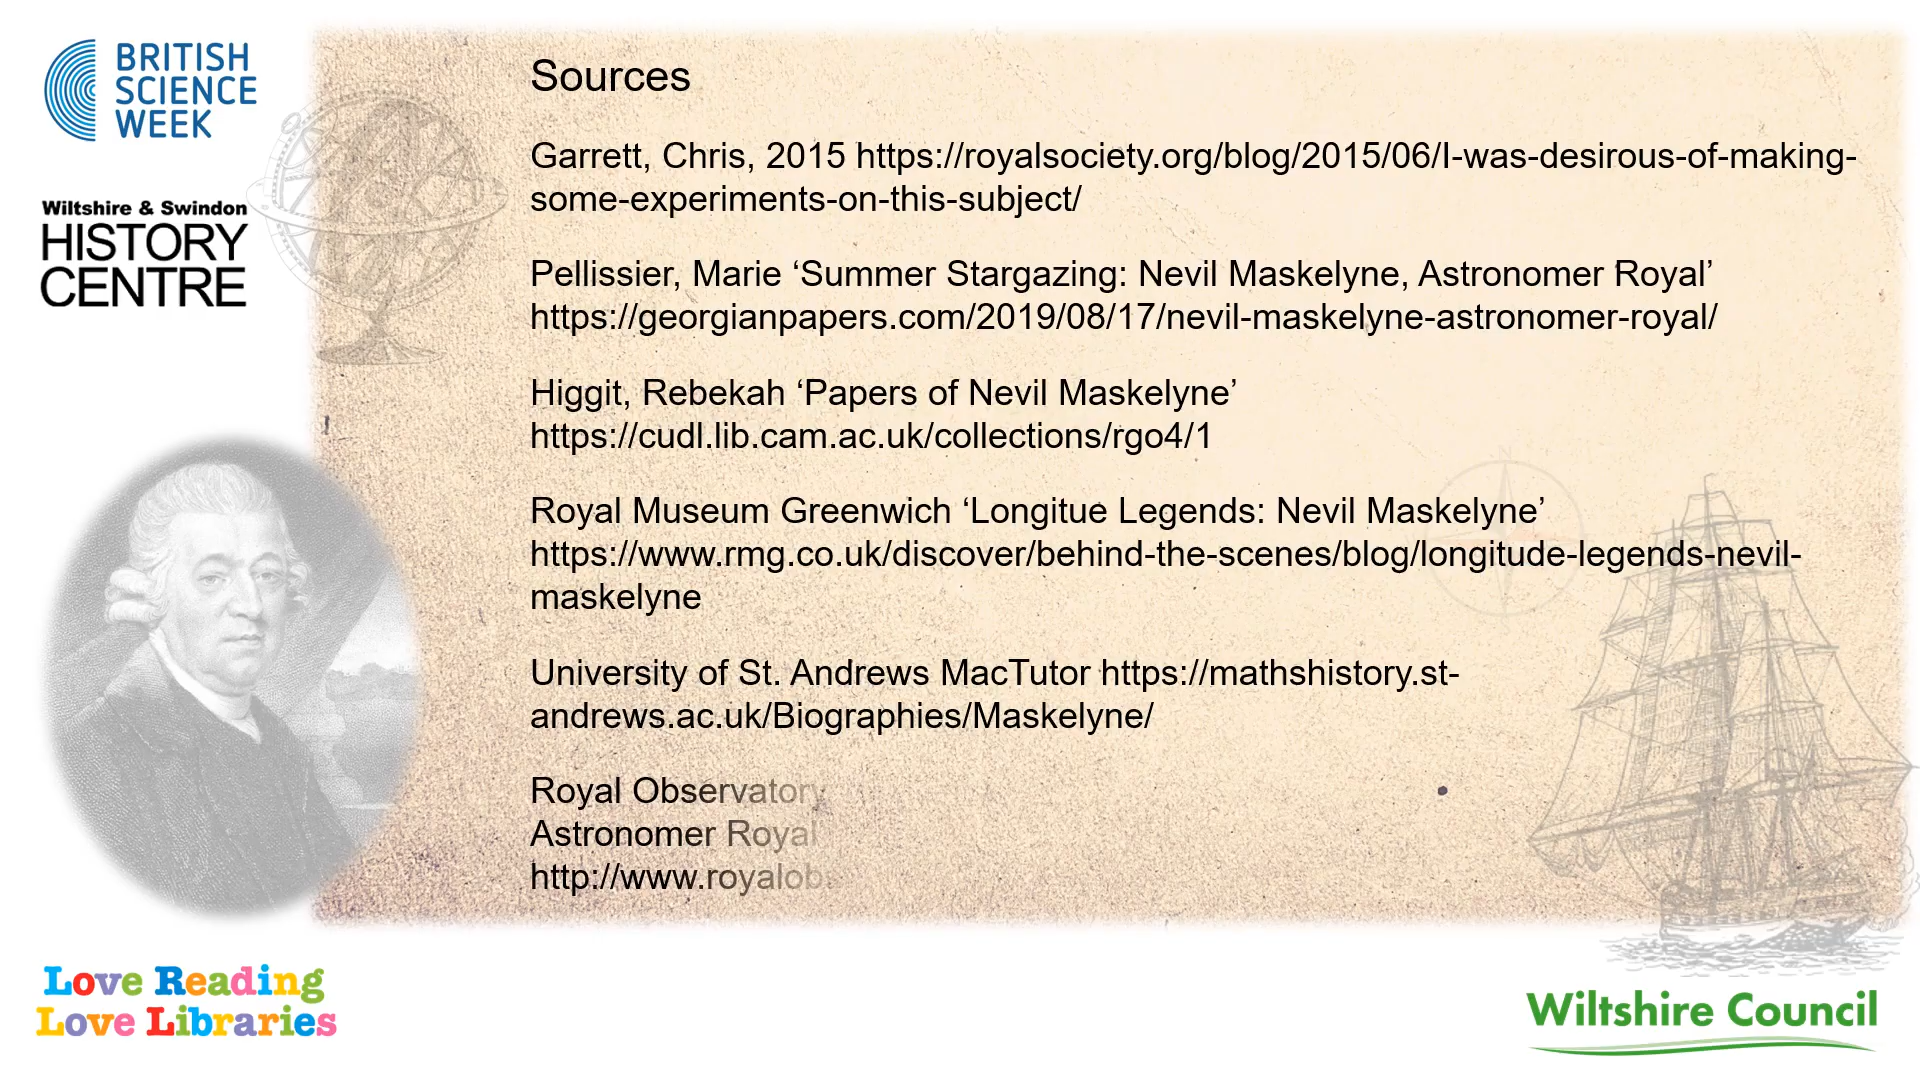 BRITISH
SCIENCE
WEEK
Wiltshire & Swindon
HISTORY
CENTRE
Sources
Garrett, Chris, 2015 https://royalsociety.org/blog/2015/06/I-was-desirous-of-making-
some-experiments-on-this-subject/
Pellissier, Marie ‘Summer Stargazing: Nevil Maskelyne, Astronomer Royal’
https://georgianpapers.com/2019/08/17/nevil-maskelyne-astronomer-royal/
Higgit, Rebekah ‘Papers of Nevil Maskelyne’
https://cudl.lib.cam.ac.uk/collections/rgo4/1
Royal Museum Greenwich ‘Longitue Legends: Nevil Maskelyne’
https://www.rmg.co.uk/discover/behind-the-scenes/blog/longitude-legends-nevil-
maskelyne
University of St. Andrews MacTutor https://mathshistory.st-
andrews.ac.uk/Biographies/Maskelyne/
Royal Observatory
Astronomer Royal
http://www.royalobs
Love Reading
Love Libraries
Wiltshire Council